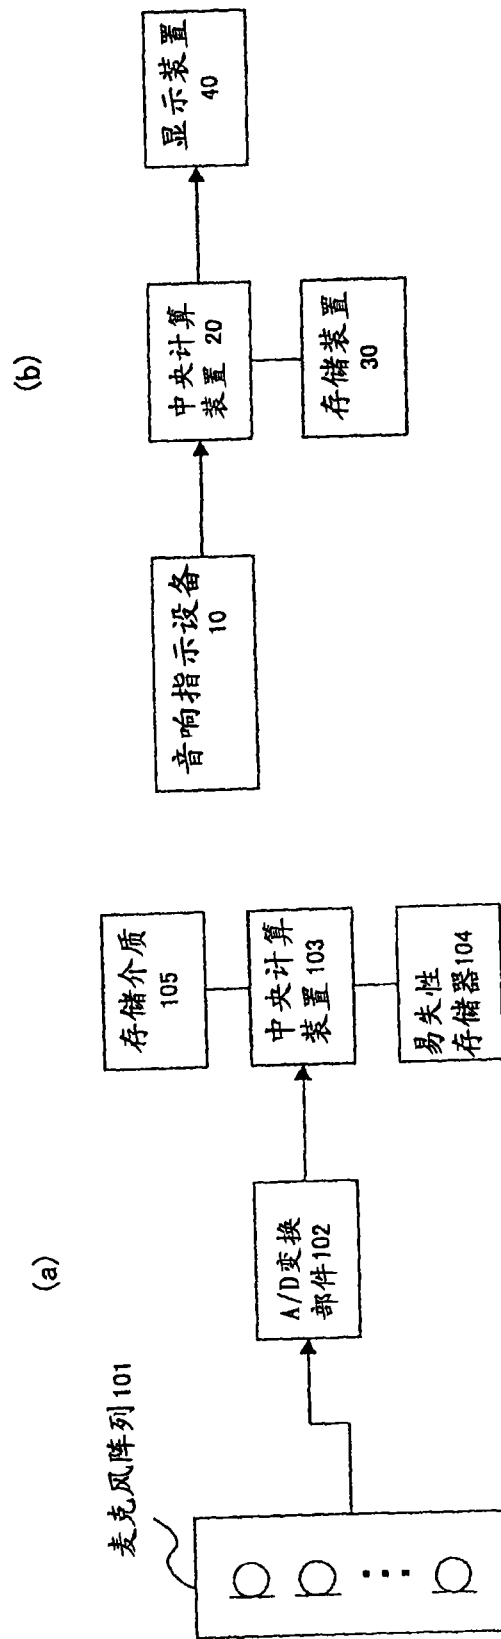 (a)
麦克风阵列101
A/D变换
部件102
存储介质
105
中央计算
装置103
易失性
存储器104
(b)
音响指示设备
10
中央计算
装置 20
存储装置
30
显示装置
40